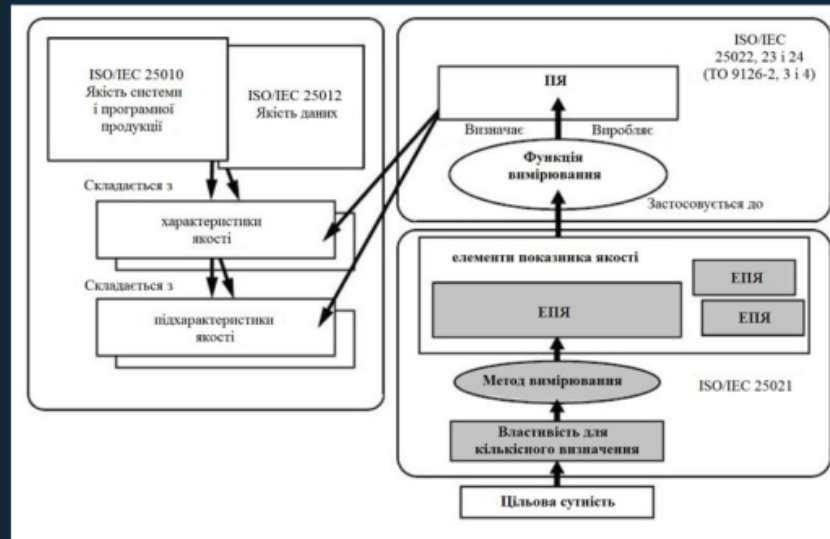 ISO/IEC 25010
Якість системи
і програмної
продукції
ISO/IEC 25012
Якість даних
Складається з
характеристики
якості
Складається з
підхарактеристики
якості
ISO/IEC
25022, 23 і 24
(ТО 9126-2, 3 і 4)
ПЯ
Визначає
Виробляє
Функція
вимірювання
Застосовується до
елементи показника якості
ЕПЯ
ЕПЯ
ЕПЯ
Метод вимірювання
ISO/IEC 25021
Властивість для
кількісного визначення
Цільова сутність